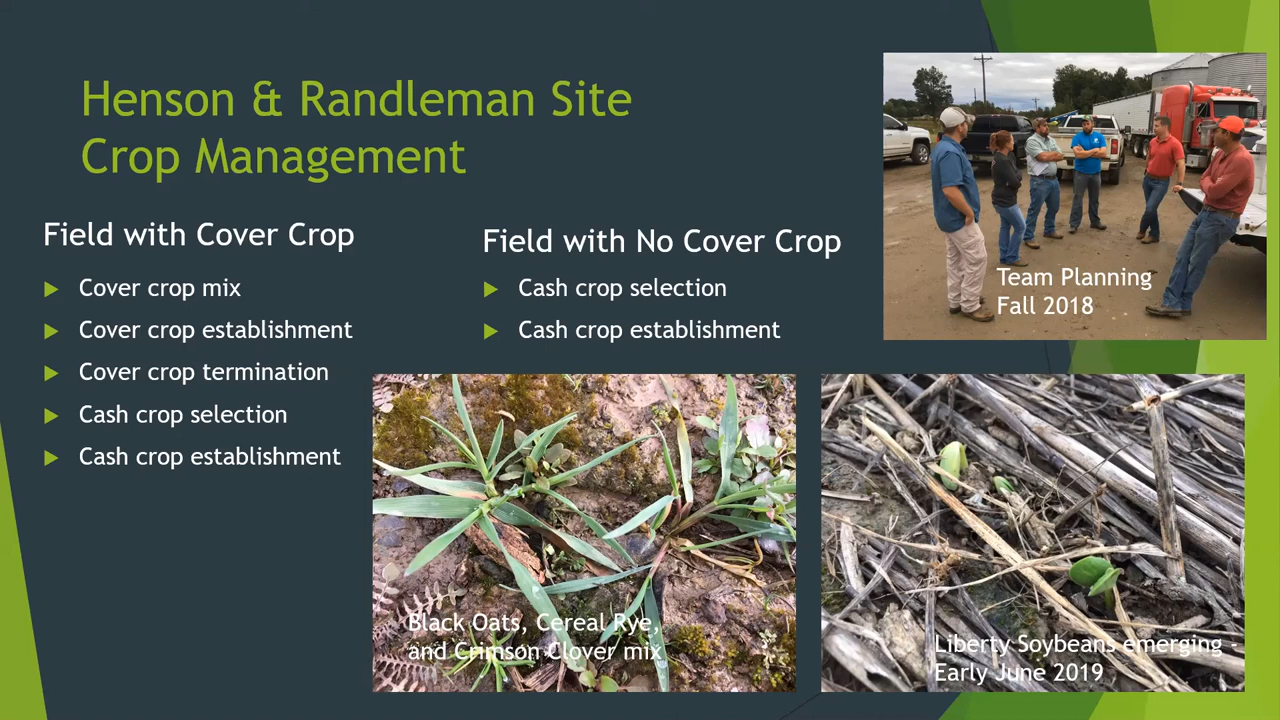 Henson & Randleman Site
Crop Management
Field with Cover Crop
Cover crop mix
Cover crop establishment
Cover crop termination
Cash crop selection
Cash crop establishment
Field with No Cover Crop
Cash crop selection
Cash crop establishment
Team Planning
Fall 2018
Black Oats, Cereal Rye,
and Crimson Clover mix
Liberty Soybeans emerging -
Early June 2019